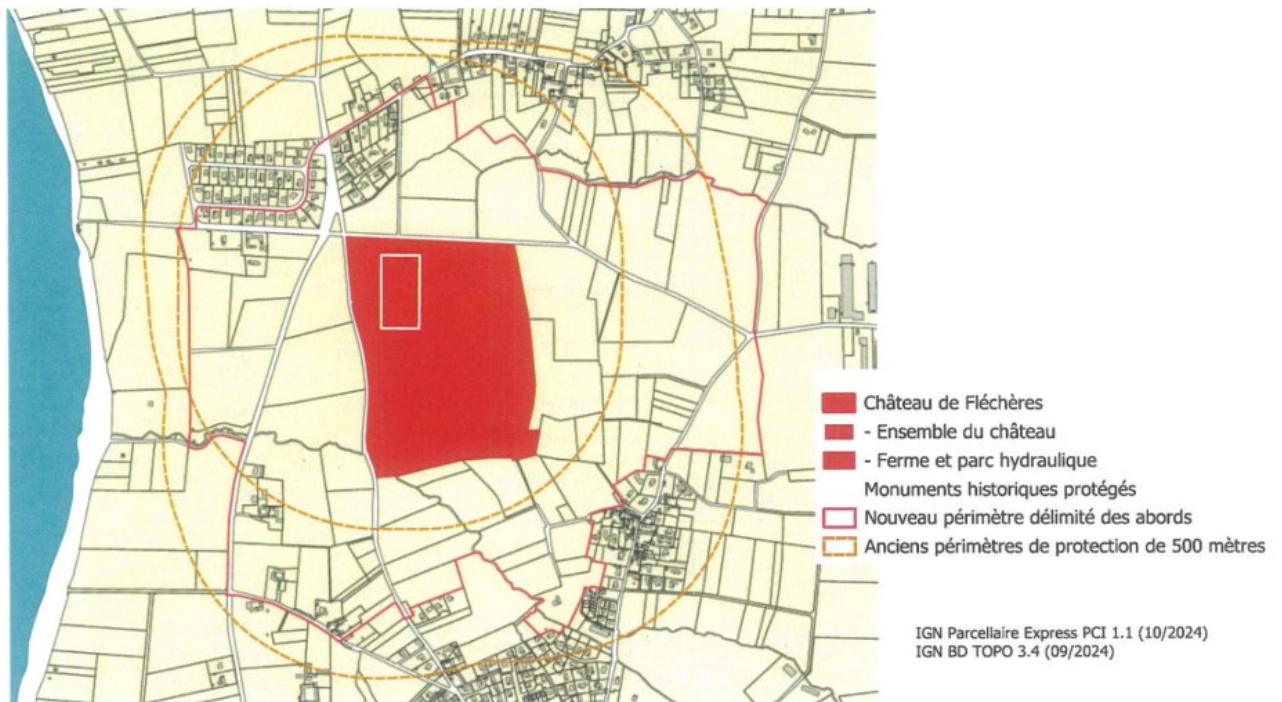 Château de Fléchères
- Ensemble du château
- Ferme et parc hydraulique
Monuments historiques protégés
Nouveau périmètre délimité des abords
Anciens périmètres de protection de 500 mètres
IGN Parcellaire Express PCI 1.1 (10/2024)
IGN BD TOPO 3.4 (09/2024)